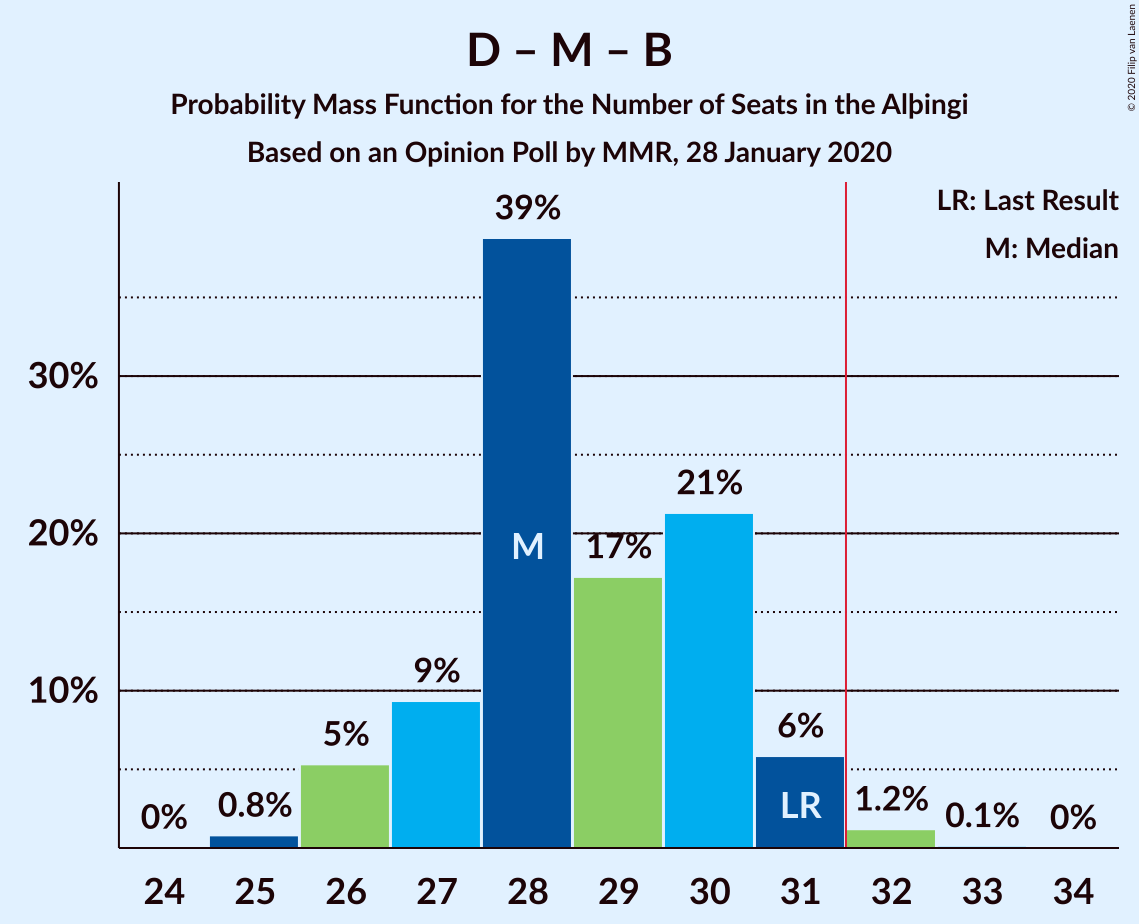 D – M – B
Probability Mass Function for the Number of Seats in the Alþingi
Based on an Opinion Poll by MMR, 28 January 2020
© 2020 Filip van Laenen
LR: Last Result
M: Median
39%
30%
21%
20%
17%
M
10%
9%
6%
5%
LR
1.2%
0.8%
0.1%
0%
0%
24 25 26 27 28 29 30 31 32 33 34